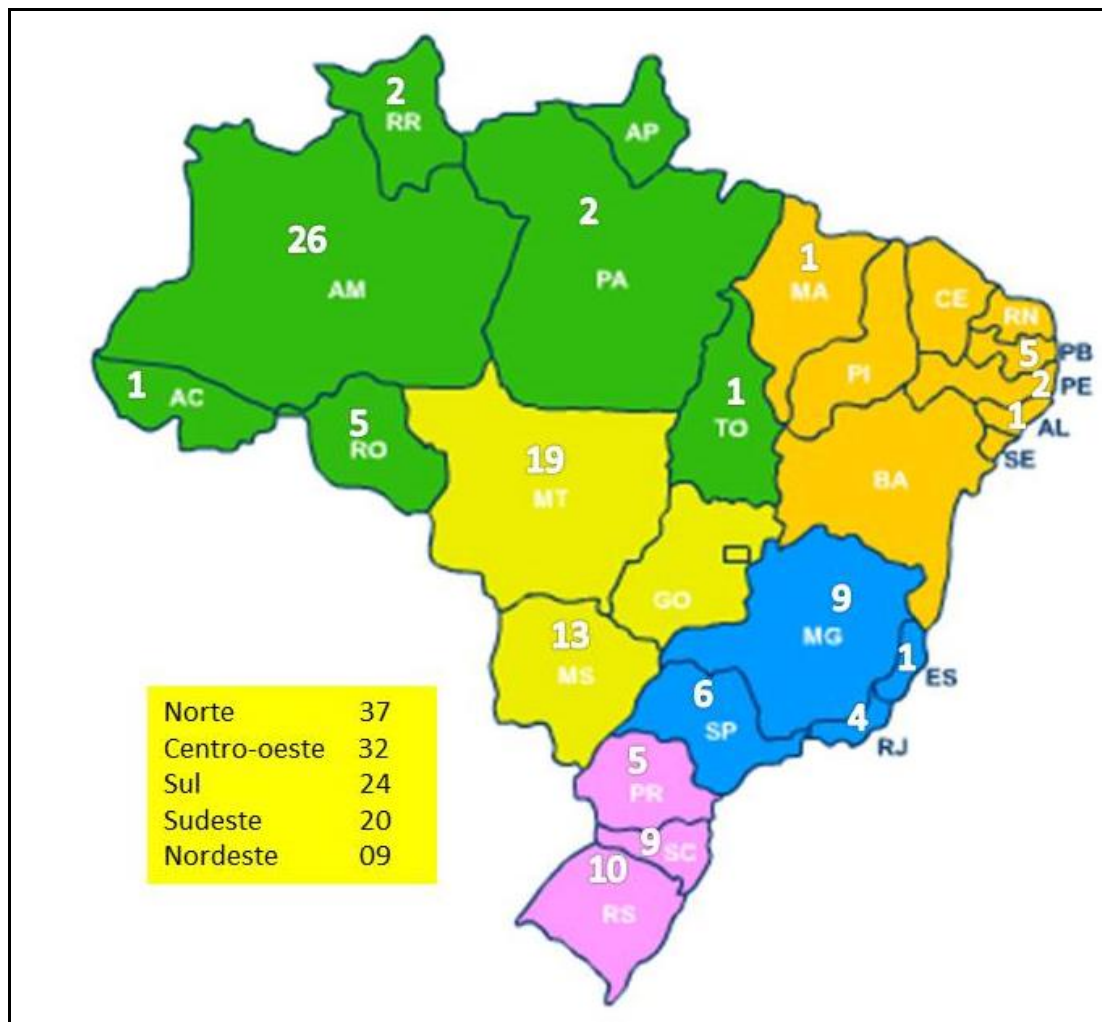 2
RR
AP
26
AM
2
PA
1
MA
CE
RN
5
PB
PI
2
PE
1
AL
SE
1
AC
5
RO
1
TO
19
MT
BA
GO
9
MG
13
MS
1
ES
6
SP
4
RJ
5
PR
9
SC
10
RS
Norte 37
Centro-oeste 32
Sul 24
Sudeste 20
Nordeste 09